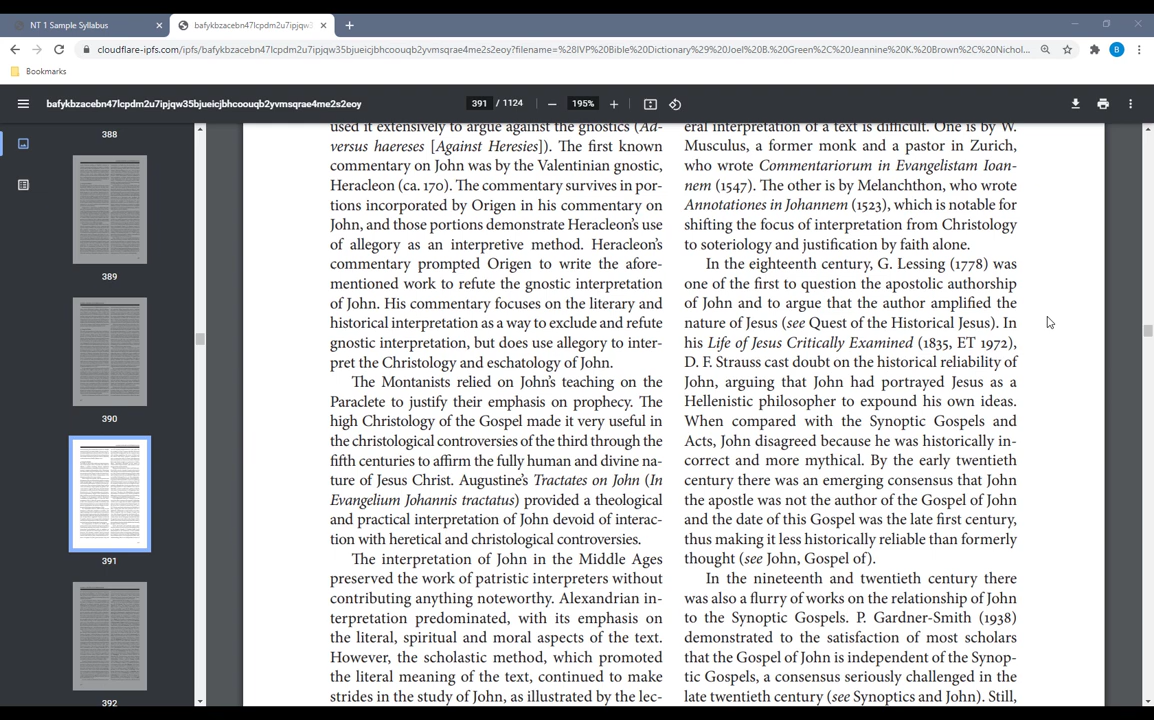 NT 1 Sample Syllabus
bafykbzacebn47lcpdm2u7ipjqw3
cloudflare-ipfs.com/ipfs/bafykbzacebn47lcpdm2u7ipjqw35bjueicjbhcoouqb2yvmsqrae4me2s2eoy?filename=%28IVP%20Bible%20Dictionary%29%20Joel%20B.%20Green%2C%20Jeannine%20K.%20Brown%2C%20Nichol...
B
Bookmarks
bafykbzacebn47lcpdm2u7ipjqw35bjueicjbhcoouqb2yvmsqrae4me2s2eoy
391 / 1124
195%
388
389
390
391
392
used it extensively to argue against the gnostics (Ad-
versus haereses [Against Heresies]). The first known
commentary on John was by the Valentinian gnostic,
Heracleon (ca. 170). The commentary survives in por-
tions incorporated by Origen in his commentary on
John, and those portions demonstrate Heracleon's use
of allegory as an interpretive method. Heracleon's
commentary prompted Origen to write the afore-
mentioned work to refute the gnostic interpretation
of John. His commentary focuses on the literary and
historical interpretation as a way to exclude and refute
gnostic interpretation, but does use allegory to inter-
pret the Christology and eschatology of John.
The Montanists relied on John's teaching on the
Paraclete to justify their emphasis on prophecy. The
high Christology of the Gospel made it very useful in
the christological controversies of the third through the
fifth centuries to affirm the fully human and divine na-
ture of Jesus Christ. Augustine's Tractates on John (In
Evangelium Johannis tractatus) provided a theological
and practical interpretation of John devoid of interac-
tion with heretical and christological controversies.
The interpretation of John in the Middle Ages
preserved the work of patristic interpreters without
contributing anything noteworthy. Alexandrian in-
terpretation predominated, with its emphasis on
the literal, spiritual and moral aspects of the text.
However, the scholastic method, which promoted
the literal meaning of the text, continued to make
strides in the study of John, as illustrated by the lec-
eral interpretation of a text is difficult. One is by W.
Musculus, a former monk and a pastor in Zurich,
who wrote Commentariorum in Evangelistam Ioan-
nem (1547). The other is by Melanchthon, who wrote
Annotationes in Johannem (1523), which is notable for
shifting the focus of interpretation from Christology
to soteriology and justification by faith alone.
In the eighteenth century, G. Lessing (1778) was
one of the first to question the apostolic authorship
of John and to argue that the author amplified the
nature of Jesus (see Quest of the Historical Jesus). In
his Life of Jesus Critically Examined (1835, ET 1972),
D. F. Strauss cast doubt on the historical reliability of
John, arguing that John had portrayed Jesus as a
Hellenistic philosopher to expound his own ideas.
When compared with the Synoptic Gospels and
Acts, John disagreed because he was historically in-
correct and more mythical. By the early twentieth
century there was an emerging consensus that John
the apostle was not the author of the Gospel of John
and the date of this Gospel was the late first century,
thus making it less historically reliable than formerly
thought (see John, Gospel of).
In the nineteenth and twentieth century there
was also a flurry of works on the relationship of John
to the Synoptic Gospels. P. Gardner-Smith (1938)
demonstrated to the satisfaction of most scholars
that the Gospel of John is independent of the Synop-
tic Gospels, a consensus seriously challenged in the
late twentieth century (see Synoptics and John). Still,